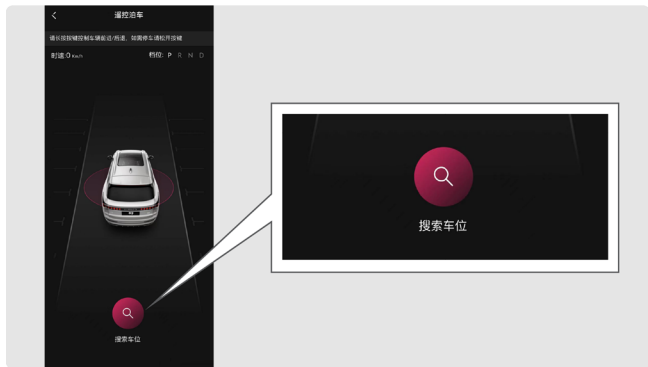 遥控泊车
请长按按键控制车辆前进/后退，如需停车请松开按键
时速:0 Km/h
档位: P R N D
搜索车位
搜索车位